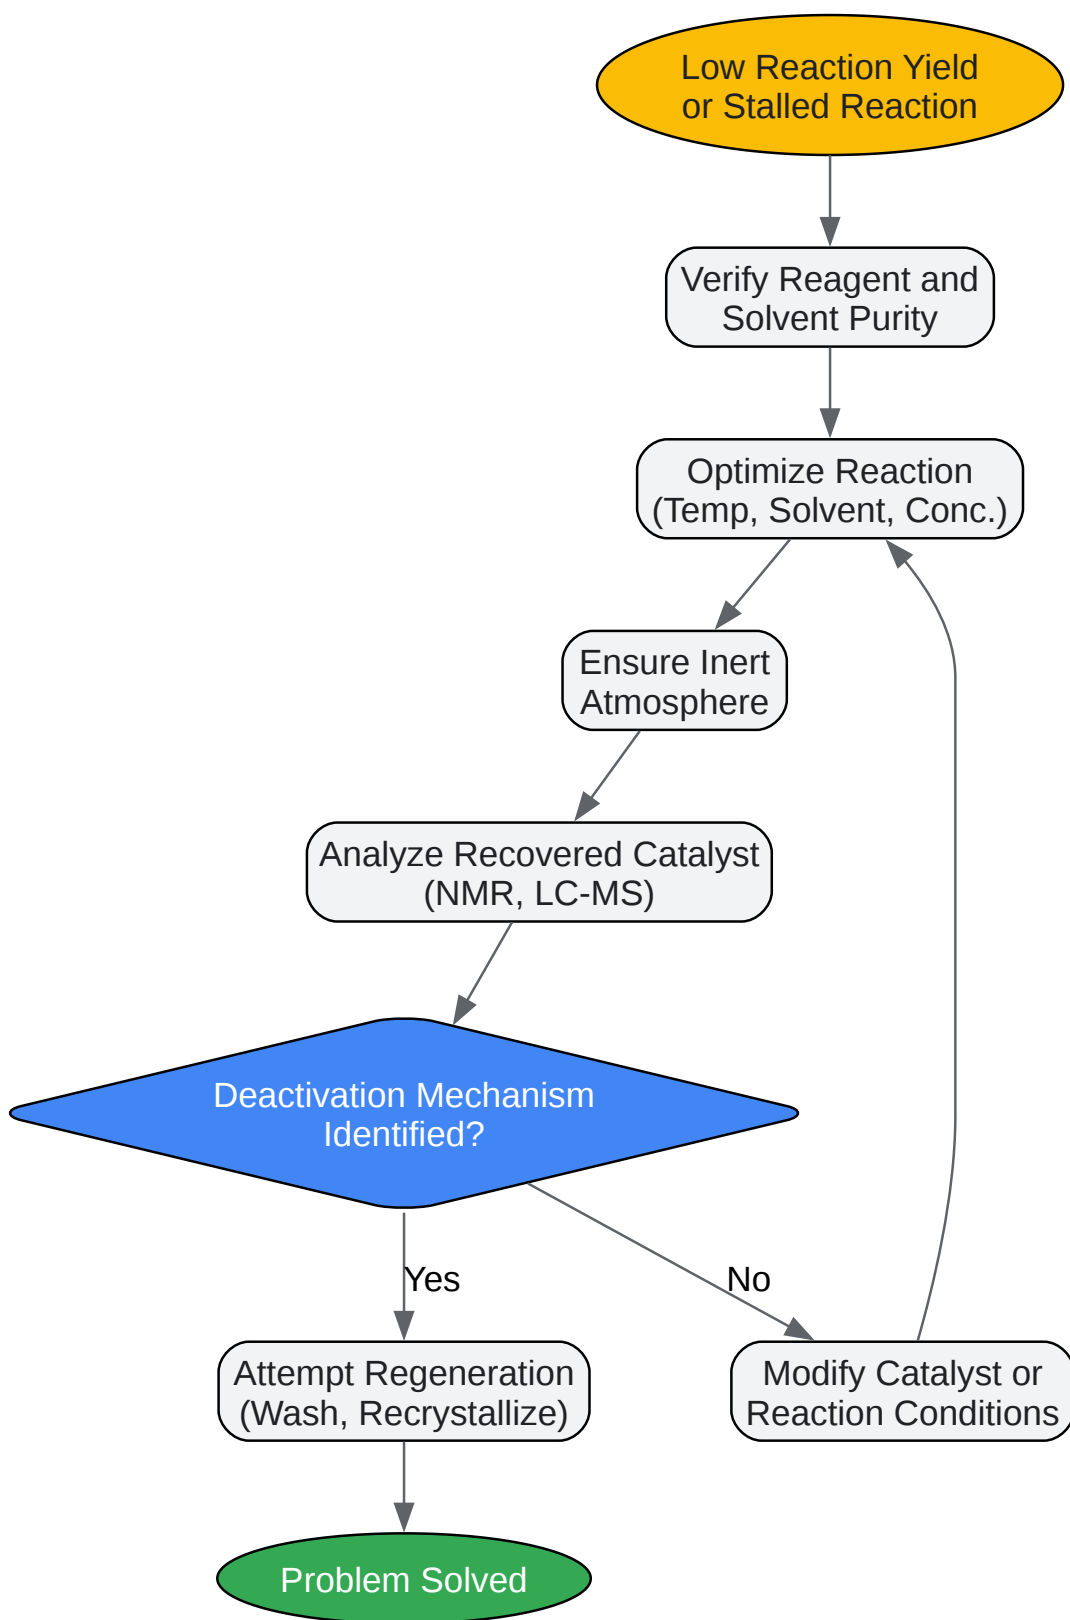 Low Reaction Yield
or Stalled Reaction
Verify Reagent and
Solvent Purity
Optimize Reaction
(Temp, Solvent, Conc.)
Ensure Inert
Atmosphere
Analyze Recovered Catalyst
(NMR, LC-MS)
Deactivation Mechanism
Identified?
Yes
No
Attempt Regeneration
(Wash, Recrystallize)
Modify Catalyst or
Reaction Conditions
Problem Solved